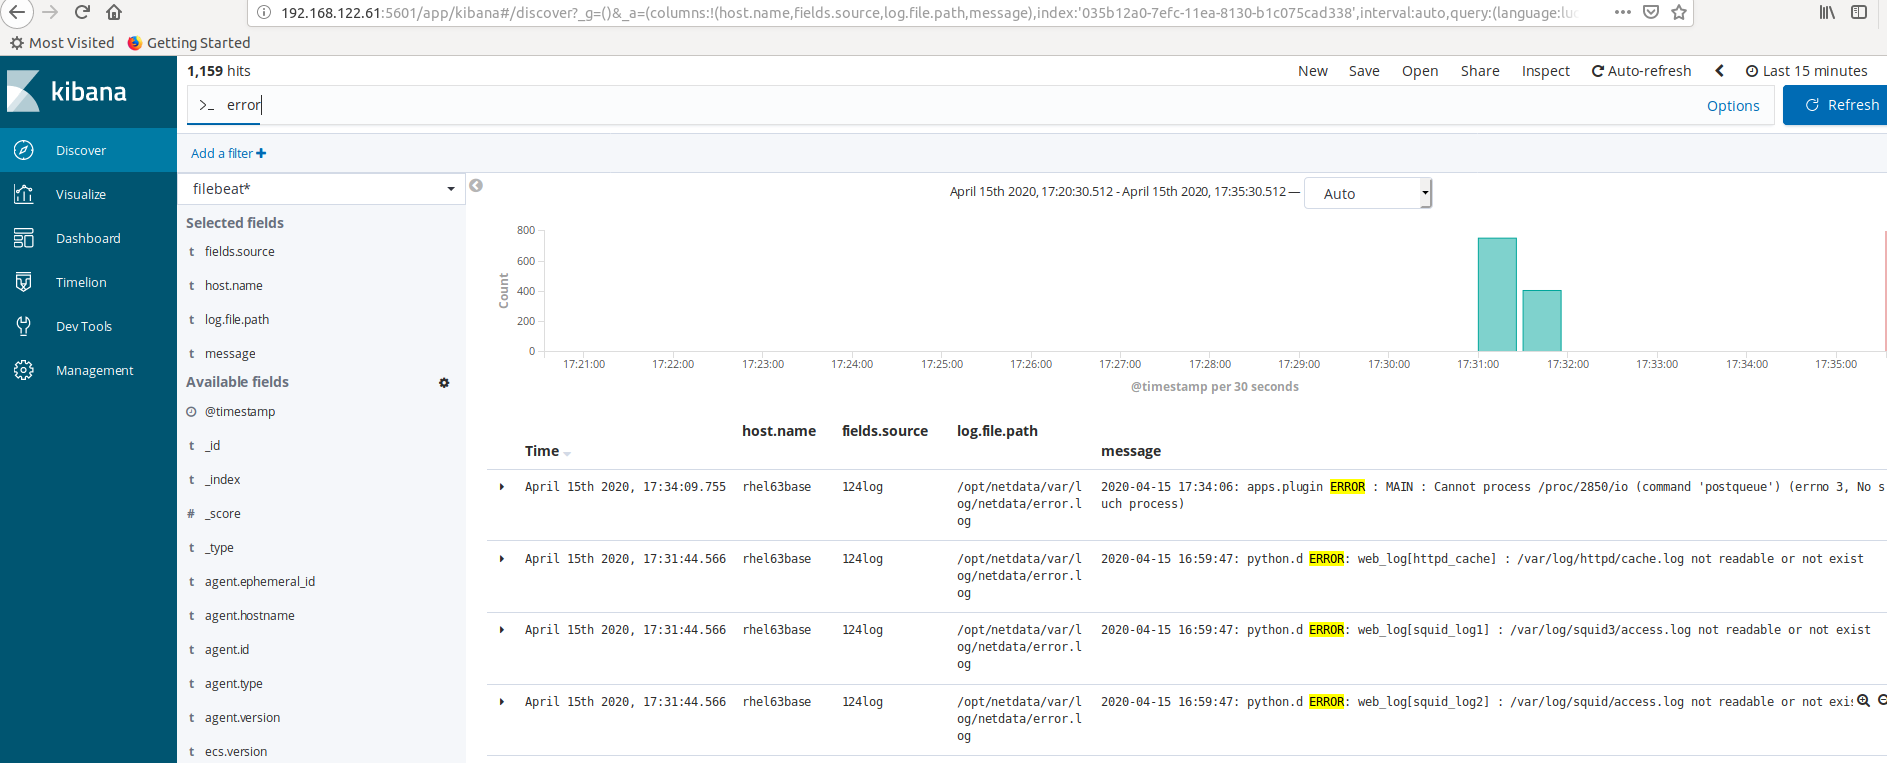 192.168.122.61:5601/app/kibana#/discover?_g=()&_a=(columns:!(host.name,fields.source,log.file.path,message),index:'035b12a0-7efc-11ea-8130-b1c075cad338',interval:auto,query:(language:luc
Most Visited Getting Started
kibana
Discover
Visualize
Dashboard
Timelion
Dev Tools
Management
1,159 hits
New Save Open Share Inspect Auto-refresh Last 15 minutes
>_ error
Options
Refresh
Add a filter
filebeat*
Selected fields
t fields.source
t host.name
t log.file.path
t message
Available fields
@timestamp
t _id
t _index
# _score
t _type
t agent.ephemeral_id
t agent.hostname
t agent.id
t agent.type
t agent.version
t ecs.version
April 15th 2020, 17:20:30.512 - April 15th 2020, 17:35:30.512 — Auto
800
600
400
200
0
Count
17:21:00 17:22:00 17:23:00 17:24:00 17:25:00 17:26:00 17:27:00 17:28:00 17:29:00 17:30:00 17:31:00 17:32:00 17:33:00 17:34:00 17:35:00
@timestamp per 30 seconds
Time host.name fields.source log.file.path message
April 15th 2020, 17:34:09.755 rhel63base 124log
/opt/netdata/var/l
og/netdata/error.l
og
2020-04-15 17:34:06: apps.plugin ERROR : MAIN : Cannot process /proc/2850/io (command 'postqueue') (errno 3, No s
uch process)
April 15th 2020, 17:31:44.566 rhel63base 124log
/opt/netdata/var/l
og/netdata/error.l
og
2020-04-15 16:59:47: python.d ERROR: web_log[httpd_cache] : /var/log/httpd/cache.log not readable or not exist
April 15th 2020, 17:31:44.566 rhel63base 124log
/opt/netdata/var/l
og/netdata/error.l
og
2020-04-15 16:59:47: python.d ERROR: web_log[squid_log1] : /var/log/squid3/access.log not readable or not exist
April 15th 2020, 17:31:44.566 rhel63base 124log
/opt/netdata/var/l
og/netdata/error.l
og
2020-04-15 16:59:47: python.d ERROR: web_log[squid_log2] : /var/log/squid/access.log not readable or not exis